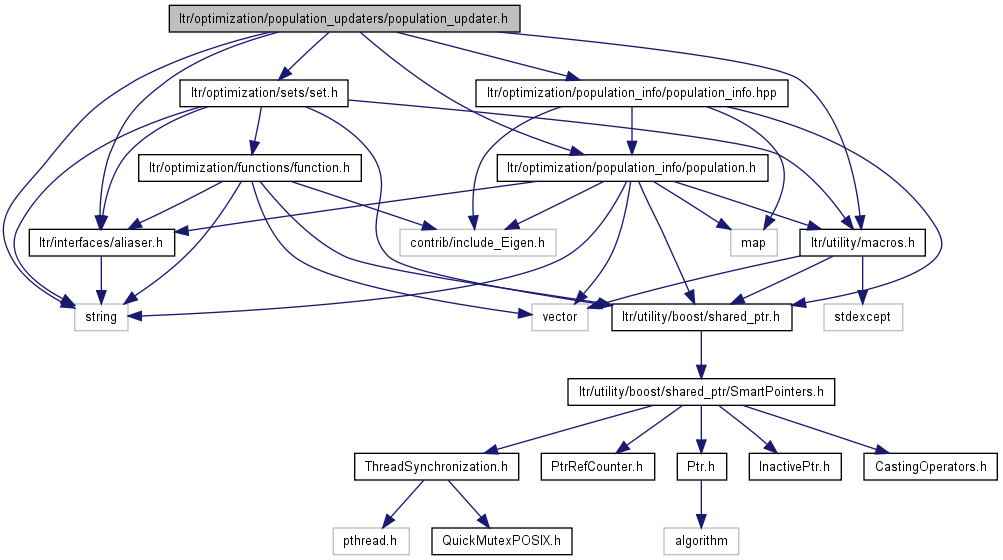 ltr/optimization/population_updaters/population_updater.h
ltr/optimization/sets/set.h
ltr/optimization/population_info/population_info.hpp
ltr/optimization/functions/function.h
ltr/optimization/population_info/population.h
ltr/interfaces/aliaser.h
contrib/include_Eigen.h
map
ltr/utility/macros.h
string
vector
ltr/utility/boost/shared_ptr.h
stdexcept
ltr/utility/boost/shared_ptr/SmartPointers.h
ThreadSynchronization.h
PtrRefCounter.h
Ptr.h
InactivePtr.h
CastingOperators.h
pthread.h
QuickMutexPOSIX.h
algorithm